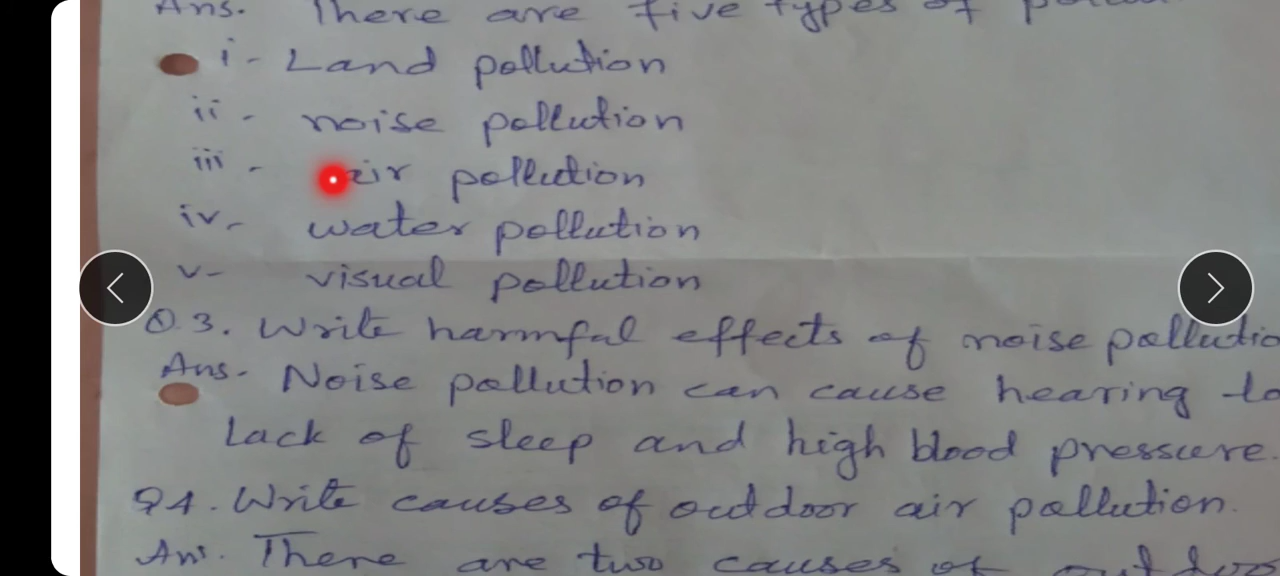 Ans. There are five types of
i - Land pollution
ii - noise pollution
iii - air pollution
iv - water pollution
v - visual pollution
Q.3. Write harmful effects of noise pollutio
Ans. Noise pollution can cause hearing
Lack of sleep and high blood pressure.
Q4. Write causes of outdoor air pollution.
Ans. There are two causes of